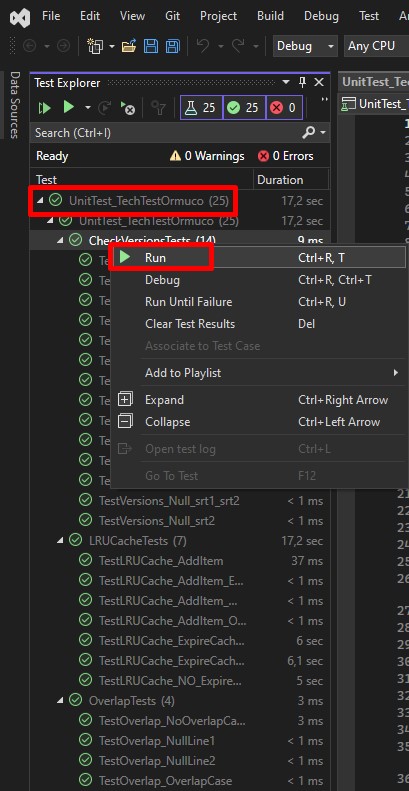 File Edit View Git Project Build Debug Test
Debug Any CPU
Data Sources
Test Explorer
25 25 0
Search (Ctrl+I)
Ready 0 Warnings 0 Errors
Test Duration
UnitTest_TechTestOrmuco (25) 17,2 sec
UnitTest_TechTestOrmuco (25) 17,2 sec
CheckVersionsTests (14) 9 ms
Run Ctrl+R, T
Debug Ctrl+R, Ctrl+T
Run Until Failure Ctrl+R, U
Clear Test Results Del
Associate to Test Case
Add to Playlist
Expand Ctrl+Right Arrow
Collapse Ctrl+Left Arrow
Open test log Ctrl+L
Go To Test F12
TestVersions_Null_srt1_srt2 < 1 ms
TestVersions_Null_srt2 < 1 ms
LRUCacheTests (7) 17,2 sec
TestLRUCache_AddItem 37 ms
TestLRUCache_AddItem_E... < 1 ms
TestLRUCache_AddItem_... < 1 ms
TestLRUCache_AddItem_O... < 1 ms
TestLRUCache_ExpireCach... 6 sec
TestLRUCache_ExpireCach... 6,1 sec
TestLRUCache_NO_Expire... 5 sec
OverlapTests (4) 3 ms
TestOverlap_NoOverlapCa... 3 ms
TestOverlap_NullLine1 < 1 ms
TestOverlap_NullLine2 < 1 ms
TestOverlap_OverlapCase < 1 ms
UnitTest_Tech
UnitTest_